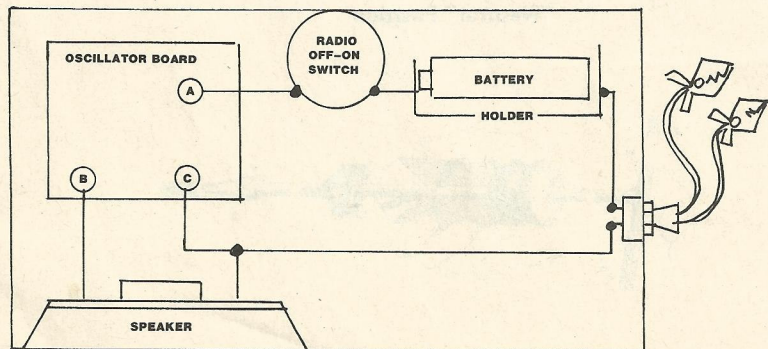 RADIO
OFF-ON
SWITCH
OSCILLATOR BOARD
A
BATTERY
HOLDER
B
C
SPEAKER